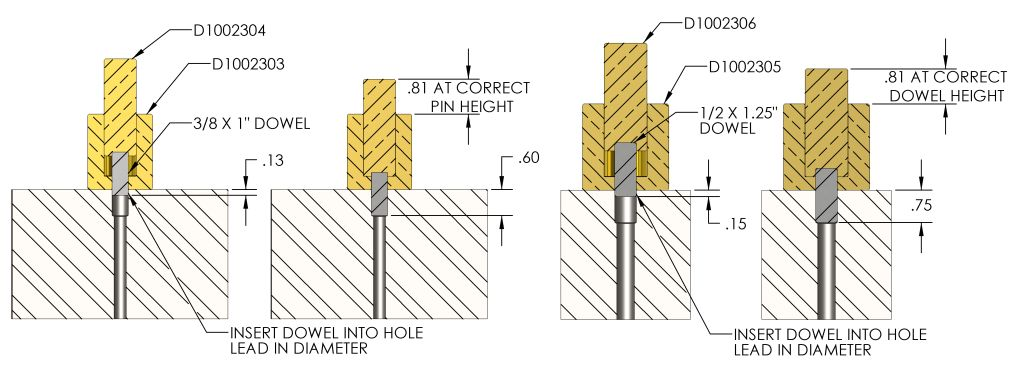 D1002304
D1002303
3/8 X 1" DOWEL
.13
INSERT DOWEL INTO HOLE
LEAD IN DIAMETER
.81 AT CORRECT
PIN HEIGHT
.60
D1002306
D1002305
1/2 X 1.25"
DOWEL
.15
INSERT DOWEL INTO HOLE
LEAD IN DIAMETER
.81 AT CORRECT
DOWEL HEIGHT
.75